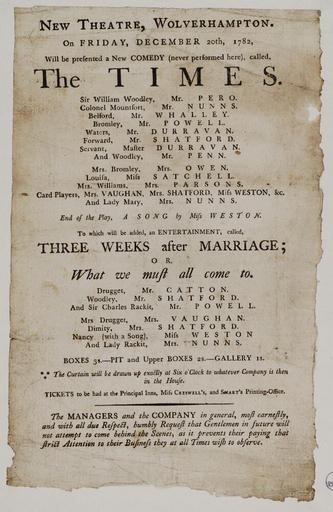 NEW THEATRE, WOLVERHAMPTON.
On FRIDAY, DECEMBER 20th, 1782,
Will be presented a New COMEDY (never performed here), called,
The TIMES.
Sir William Woodley, Mr. PERO.
Colonel Mountfort, Mr. NUNNS.
Belford, Mr. WHALLEY.
Bromley, Mr. POWELL.
Waters, Mr. DURRAVAN.
Forward, Mr. SHATFORD.
Servant, Master DURRAVAN.
And Woodley, Mr. PENN.
Mrs. Bromley, Mrs. OWEN.
Louiſa, Miſs SATCHELL.
Mrs. Williams, Mrs. PARSONS.
Card Players, Mrs. VAUGHAN, Mrs. SHATFORD, Miſs WESTON, &c.
And Lady Mary, Mrs. NUNNS.
End of the Play, A SONG by Miſs WESTON.
To which will be added, an ENTERTAINMENT, called,
THREE WEEKS after MARRIAGE;
OR,
What we muſt all come to.
Drugget, Mr. CATTON.
Woodley, Mr. SHATFORD.
And Sir Charles Rackit, Mr. POWELL.
Mrs Drugget, Mrs. VAUGHAN.
Dimity, Mrs. SHATFORD.
Nancy (with a Song), Miſs WESTON
And Lady Rackit, Mrs. NUNNS.
BOXES 3s.—PIT and Upper BOXES 2s.—GALLERY 1s.
The Curtain will be drawn up exactly at Six o'Clock to whatever Company is then
in the Houſe.
TICKETS to be had at the Principal Inns, Miſs CRESWELL's, and SMART's Printing-Office.
The MANAGERS and the COMPANY in general, moſt earneſtly,
and with all due Reſpect, humbly Requeſt that Gentlemen in future will
not attempt to come behind the Scenes, as it prevents their paying that
ſtrict Attention to their Buſineſs they at all Times wiſh to obſerve.